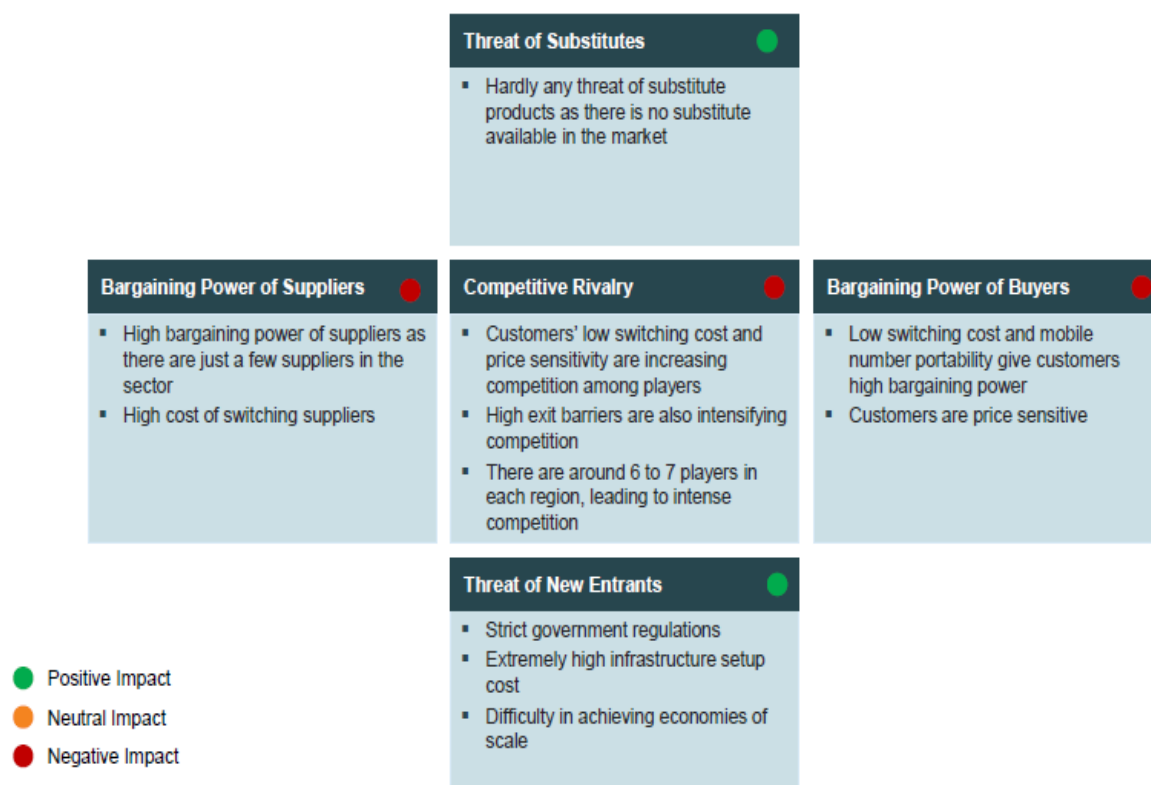 Threat of Substitutes
▪ Hardly any threat of substitute
products as there is no substitute
available in the market
Bargaining Power of Suppliers
▪ High bargaining power of suppliers as
there are just a few suppliers in the
sector
▪ High cost of switching suppliers
Competitive Rivalry
▪ Customers’ low switching cost and
price sensitivity are increasing
competition among players
▪ High exit barriers are also intensifying
competition
▪ There are around 6 to 7 players in
each region, leading to intense
competition
Bargaining Power of Buyers
▪ Low switching cost and mobile
number portability give customers
high bargaining power
▪ Customers are price sensitive
Threat of New Entrants
▪ Strict government regulations
▪ Extremely high infrastructure setup
cost
▪ Difficulty in achieving economies of
scale
Positive Impact
Neutral Impact
Negative Impact